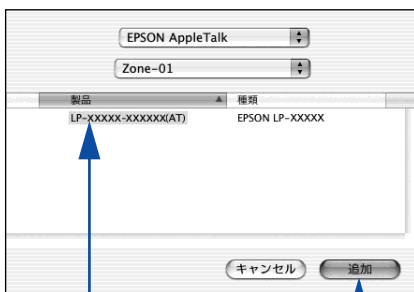 EPSON AppleTalk
Zone-01
製品 種類
LP-XXXXX-XXXXXX(AT) EPSON LP-XXXXX
キャンセル 追加